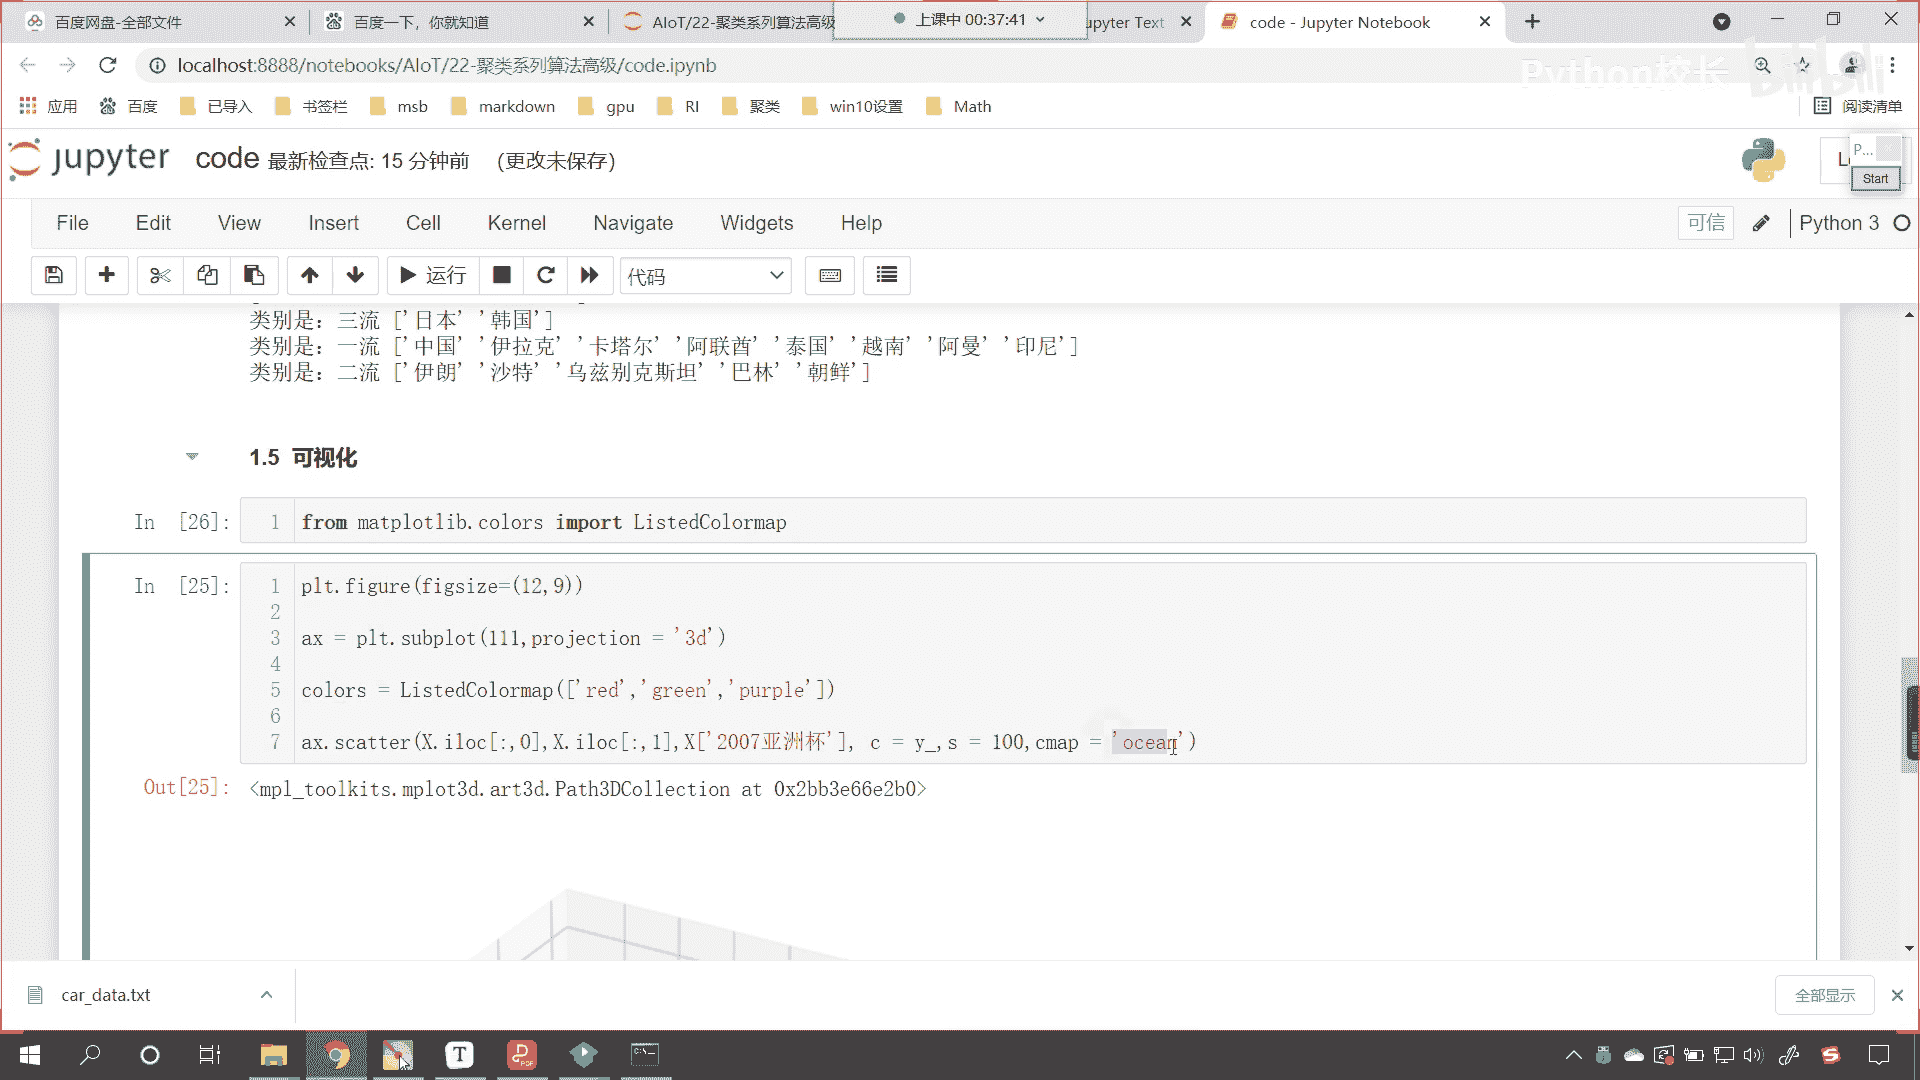 百度网盘-全部文件
百度一下，你就知道
AIoT/22-聚类系列算法高级
上课中 00:37:41
upyter Text
code - Jupyter Notebook
localhost:8888/notebooks/AIoT/22-聚类系列算法高级/code.ipynb
Python校长
bilibili
应用
百度
已导入
书签栏
msb
markdown
gpu
RI
聚类
win10设置
Math
阅读清单
jupyter
code 最新检查点: 15 分钟前 (更改未保存)
P...
Start
File Edit View Insert Cell Kernel Navigate Widgets Help
可信
Python 3
运行
代码
类别是：三流 ['日本' '韩国']
类别是：一流 ['中国' '伊拉克' '卡塔尔' '阿联酋' '泰国' '越南' '阿曼' '印尼']
类别是：二流 ['伊朗' '沙特' '乌兹别克斯坦' '巴林' '朝鲜']
1.5 可视化
In [26]:
1 from matplotlib.colors import ListedColormap
In [25]:
1 plt.figure(figsize=(12,9))
2
3 ax = plt.subplot(111,projection = '3d')
4
5 colors = ListedColormap(['red','green','purple'])
6
7 ax.scatter(X.iloc[:,0],X.iloc[:,1],X['2007亚洲杯'], c = y_,s = 100,cmap = 'ocean')
Out[25]: <mpl_toolkits.mplot3d.art3d.Path3DCollection at 0x2bb3e66e2b0>
car_data.txt
全部显示